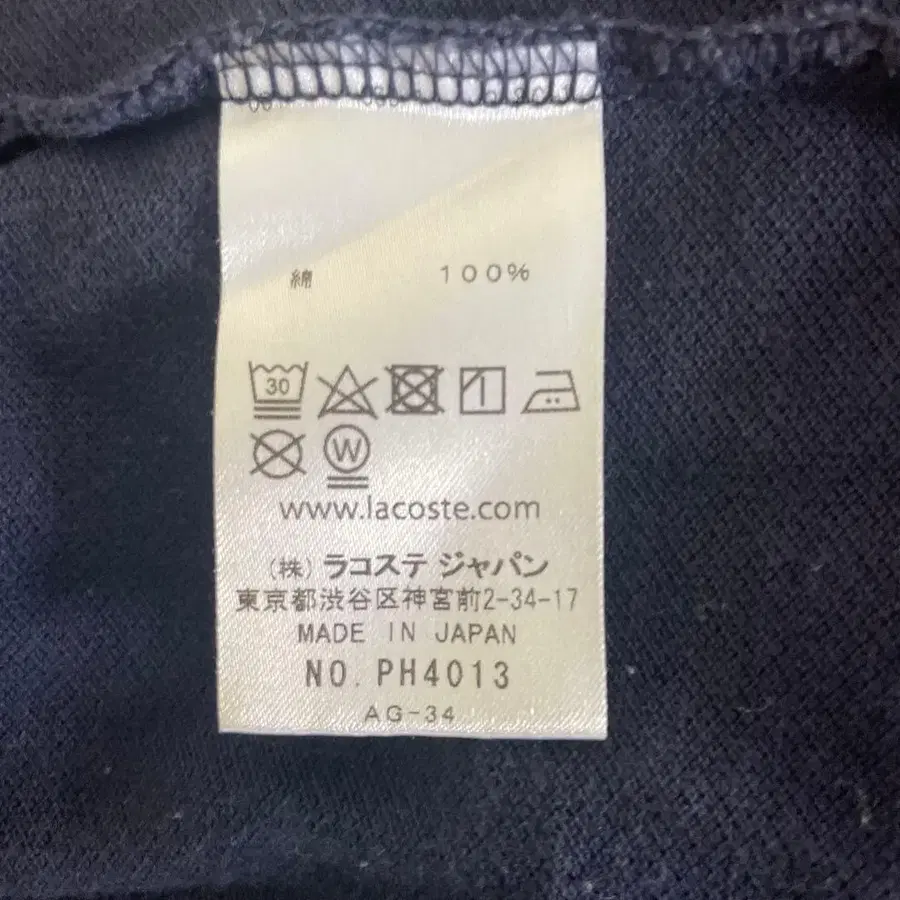 綿 100%
30
W
www.lacoste.com
(株) ラコステ ジャパン
東京都渋谷区神宮前2-34-17
MADE IN JAPAN
NO. PH4013
AG-34